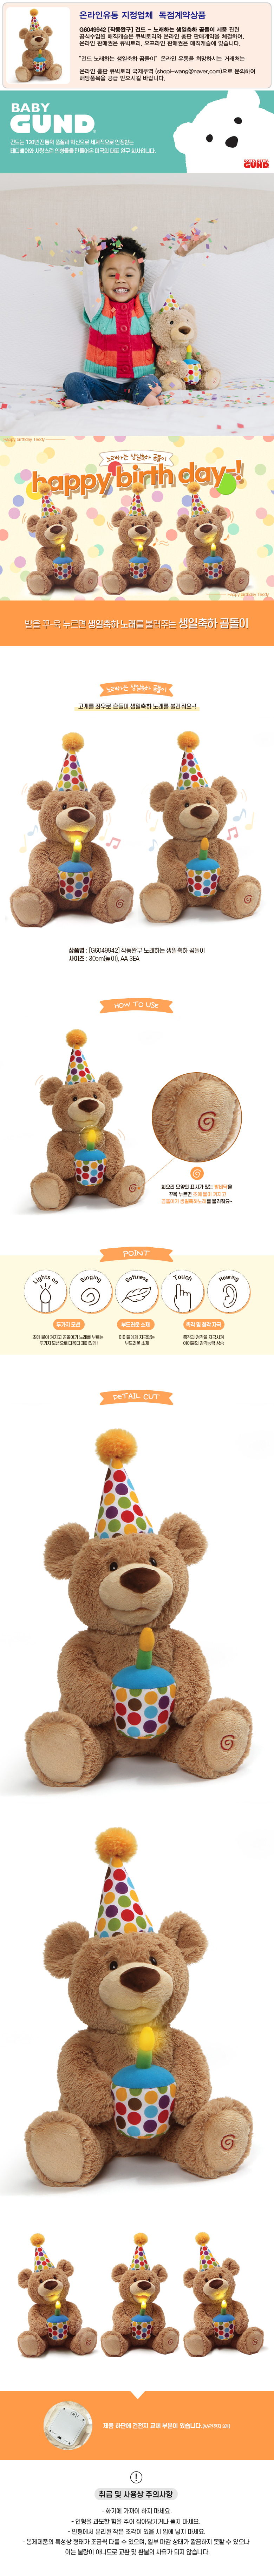 온라인유통 지정업체 독점계약상품
G6049942 [작동완구] 건드 - 노래하는 생일축하 곰돌이 제품 관련
공식수입원 매직캐슬은 큐빅토리와 온라인 총판 판매계약을 체결하여,
온라인 판매권은 큐빅토리, 오프라인 판매권은 매직캐슬에 있습니다.
"건드 노래하는 생일축하 곰돌이" 온라인 유통을 희망하시는 거래처는
온라인 총판 큐빅토리 국제무역 (shopi-wang@naver.com)으로 문의하여
해당품목을 공급 받으시길 바랍니다.
BABY
GUND
건드는 120년 전통의 품질과 혁신으로 세계적으로 인정받는
테디베어와 사랑스런 인형들을 만들어온 미국의 대표 완구 회사입니다.
GOTTA GETTA
GUND
Happy birthday Teddy
노래하는 생일축하 곰돌이
happy birth day~!
Happy birthday Teddy
발을 꾸-욱 누르면 생일축하 노래를 불러주는 생일축하 곰돌이
노래하는 생일축하 곰돌이
고개를 좌우로 흔들며 생일축하 노래를 불러줘요~!
상품명 : [G6049942] 작동완구 노래하는 생일축하 곰돌이
사이즈 : 30cm(높이), AA 3EA
HOW TO USE
회오리 모양의 표시가 있는 발바닥을
꾸욱 누르면 초에 불이 켜지고
곰돌이가 생일축하노래를 불러줘요~
POINT
Lights on
Singing
Softness
Touch
Hearing
두가지 모션
부드러운 소재
촉각 및 청각 자극
초에 불이 켜지고 곰돌이가 노래를 부르는
두가지 모션으로 더욱 더 재미있게!
아이들에게 자극없는
부드러운 소재
촉각과 청각을 자극시켜
아이들의 감각능력 상승
DETAIL CUT
제품 하단에 건전지 교체 부분이 있습니다.
!
취급 및 사용상 주의사항
- 화기에 가까이 하지 마세요.
- 인형을 과도한 힘을 주어 잡아당기거나 뜯지 마세요.
- 인형에서 분리된 작은 조각이 있을 시 입에 넣지 마세요.
- 봉제제품의 특성상 형태가 조금씩 다를 수 있으며, 일부 마감 상태가 깔끔하지 못할 수 있으나
이는 불량이 아니므로 교환 및 환불의 사유가 되지 않습니다.